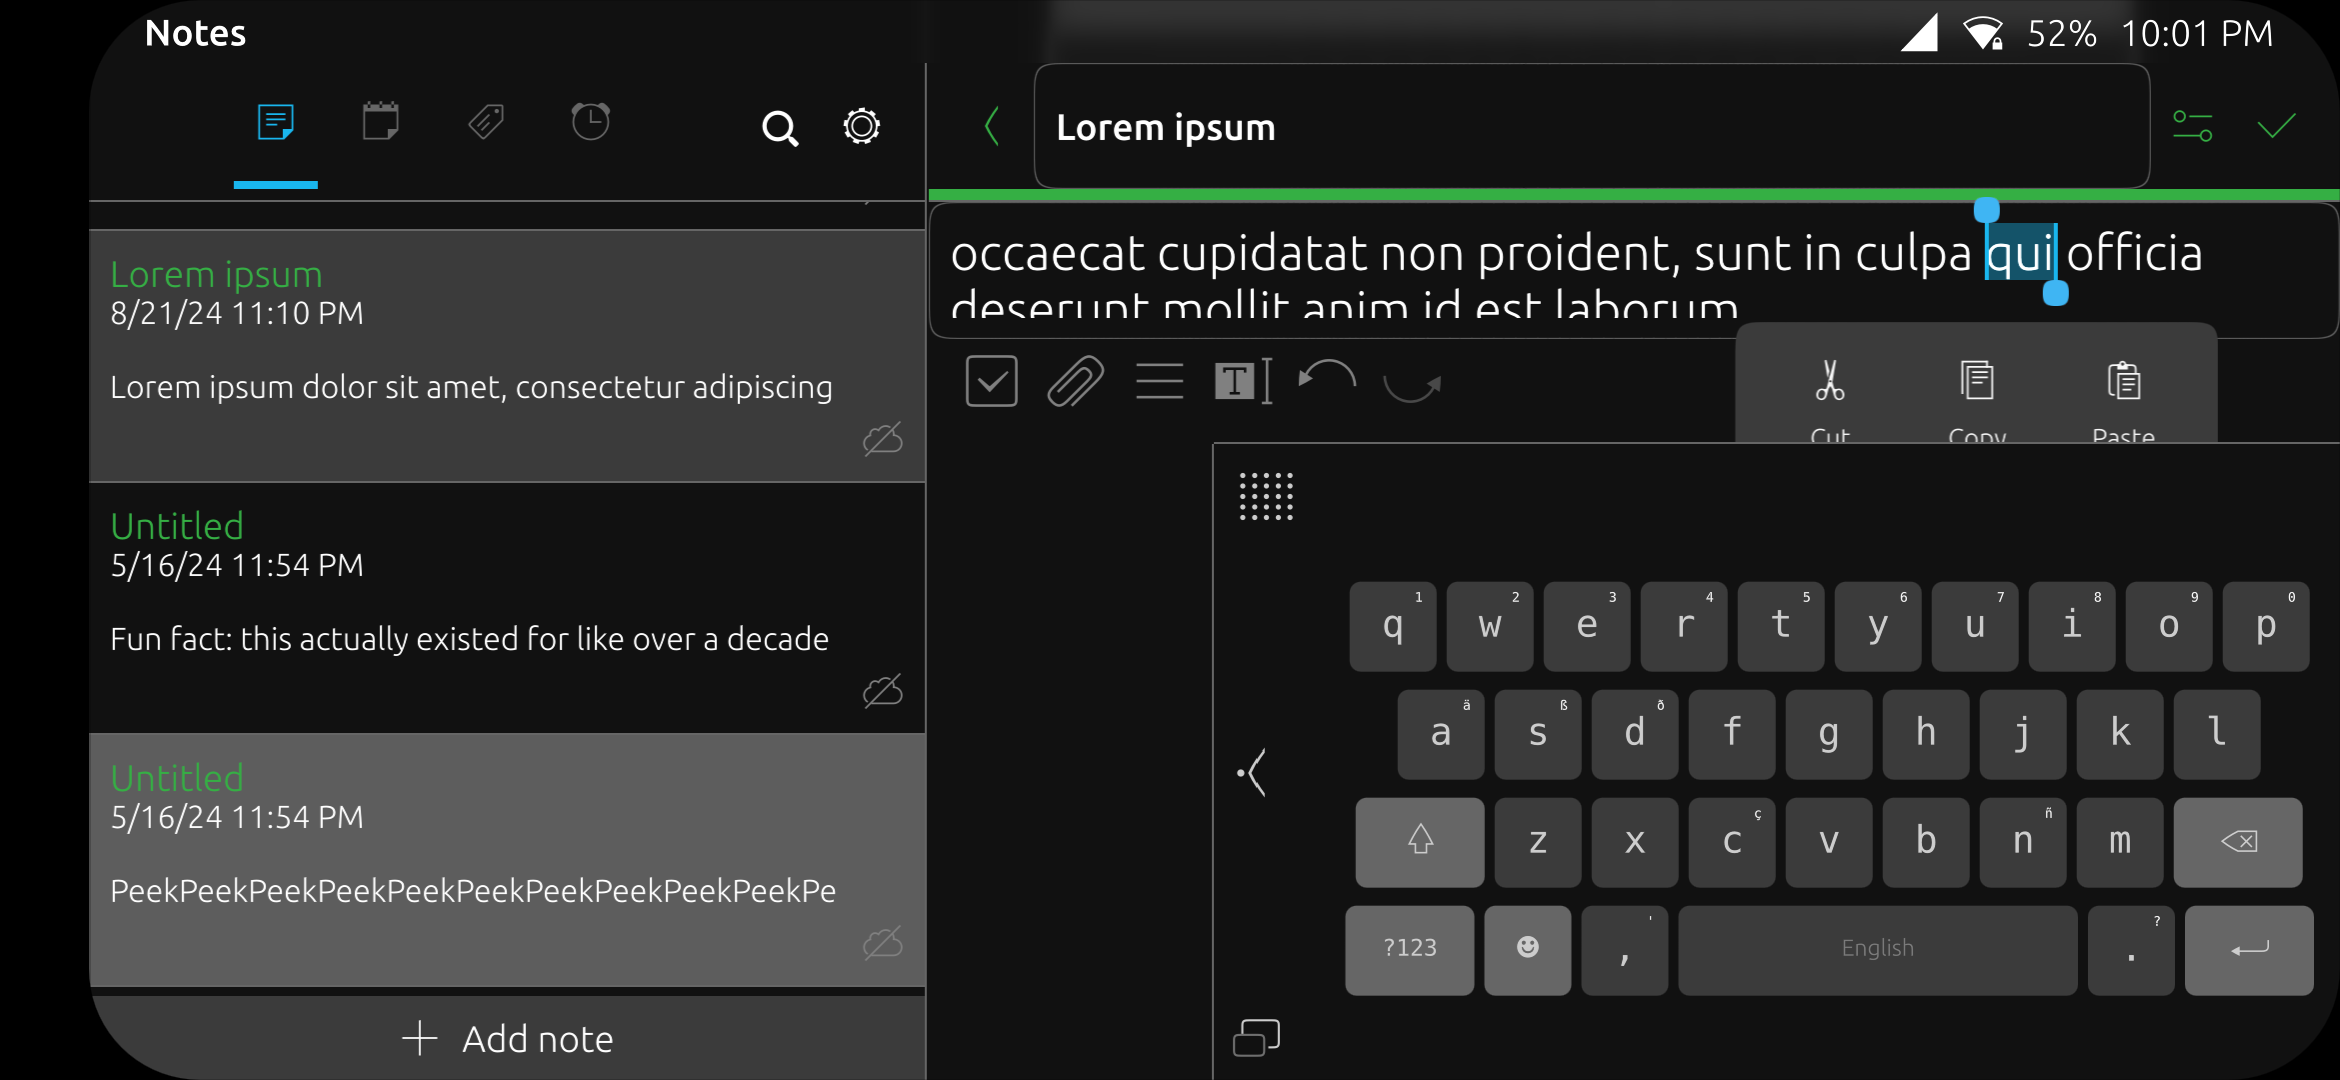 Notes
52% 10:01 PM
Lorem ipsum
8/21/24 11:10 PM
Lorem ipsum dolor sit amet, consectetur adipiscing
Untitled
5/16/24 11:54 PM
Fun fact: this actually existed for like over a decade
Untitled
5/16/24 11:54 PM
PeekPeekPeekPeekPeekPeekPeekPeekPeekPeekPe
Add note
Lorem ipsum
occaecat cupidatat non proident, sunt in culpa qui officia
deserunt mollit anim id est laborum
T
Cut Copy Paste
1 2 3 4 5 6 7 8 9 0
q w e r t y u i o p
ä ß ð
a s d f g h j k l
ç ñ
z x c v b n m
' ?
?123 , English .